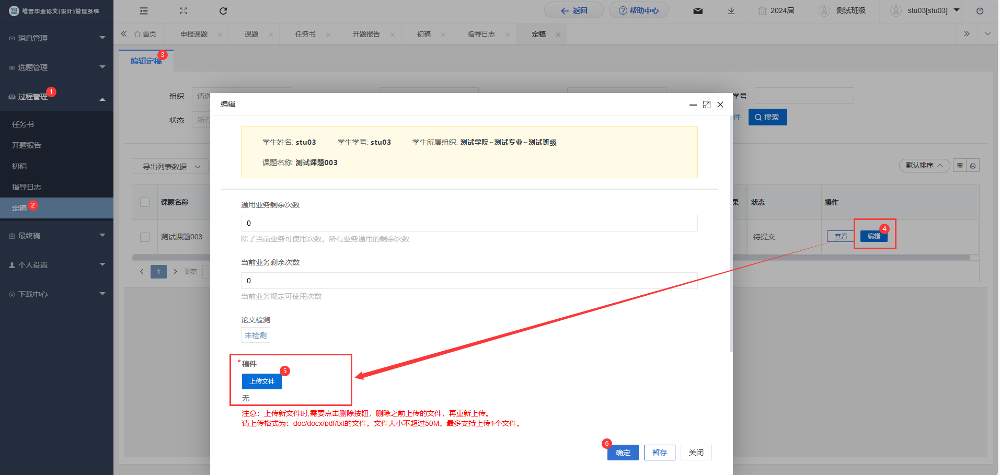 VG MS 维普毕业论文(设计)管理系统
返回
帮助中心
2024届
测试班级
stu03[stu03]
首页
申报课题
课题
任务书
开题报告
初稿
指导日志
定稿
消息管理
选题管理
过程管理
1
任务书
开题报告
初稿
指导日志
定稿
2
最终稿
个人设置
下载中心
编辑定稿
3
组织
请选
学号
状态
所有
件
搜索
导出列表数据
默认排序
课题名称
果
状态
操作
测试课题003
待提交
查看
编辑
4
1
到第
编辑
学生姓名: stu03
学生学号: stu03
学生所属组织: 测试学院~测试专业~测试班级
课题名称: 测试课题003
通用业务剩余次数
0
除了当前业务可使用次数，所有业务通用的剩余次数
当前业务剩余次数
0
当前业务规定可使用次数
论文检测
未检测
*稿件
上传文件
5
无
注意：上传新文件时,需要点击删除按钮，删除之前上传的文件，再重新上传。
请上传格式为：doc/docx/pdf/txt的文件。文件大小不超过50M。最多支持上传1个文件。
6
确定
暂存
关闭